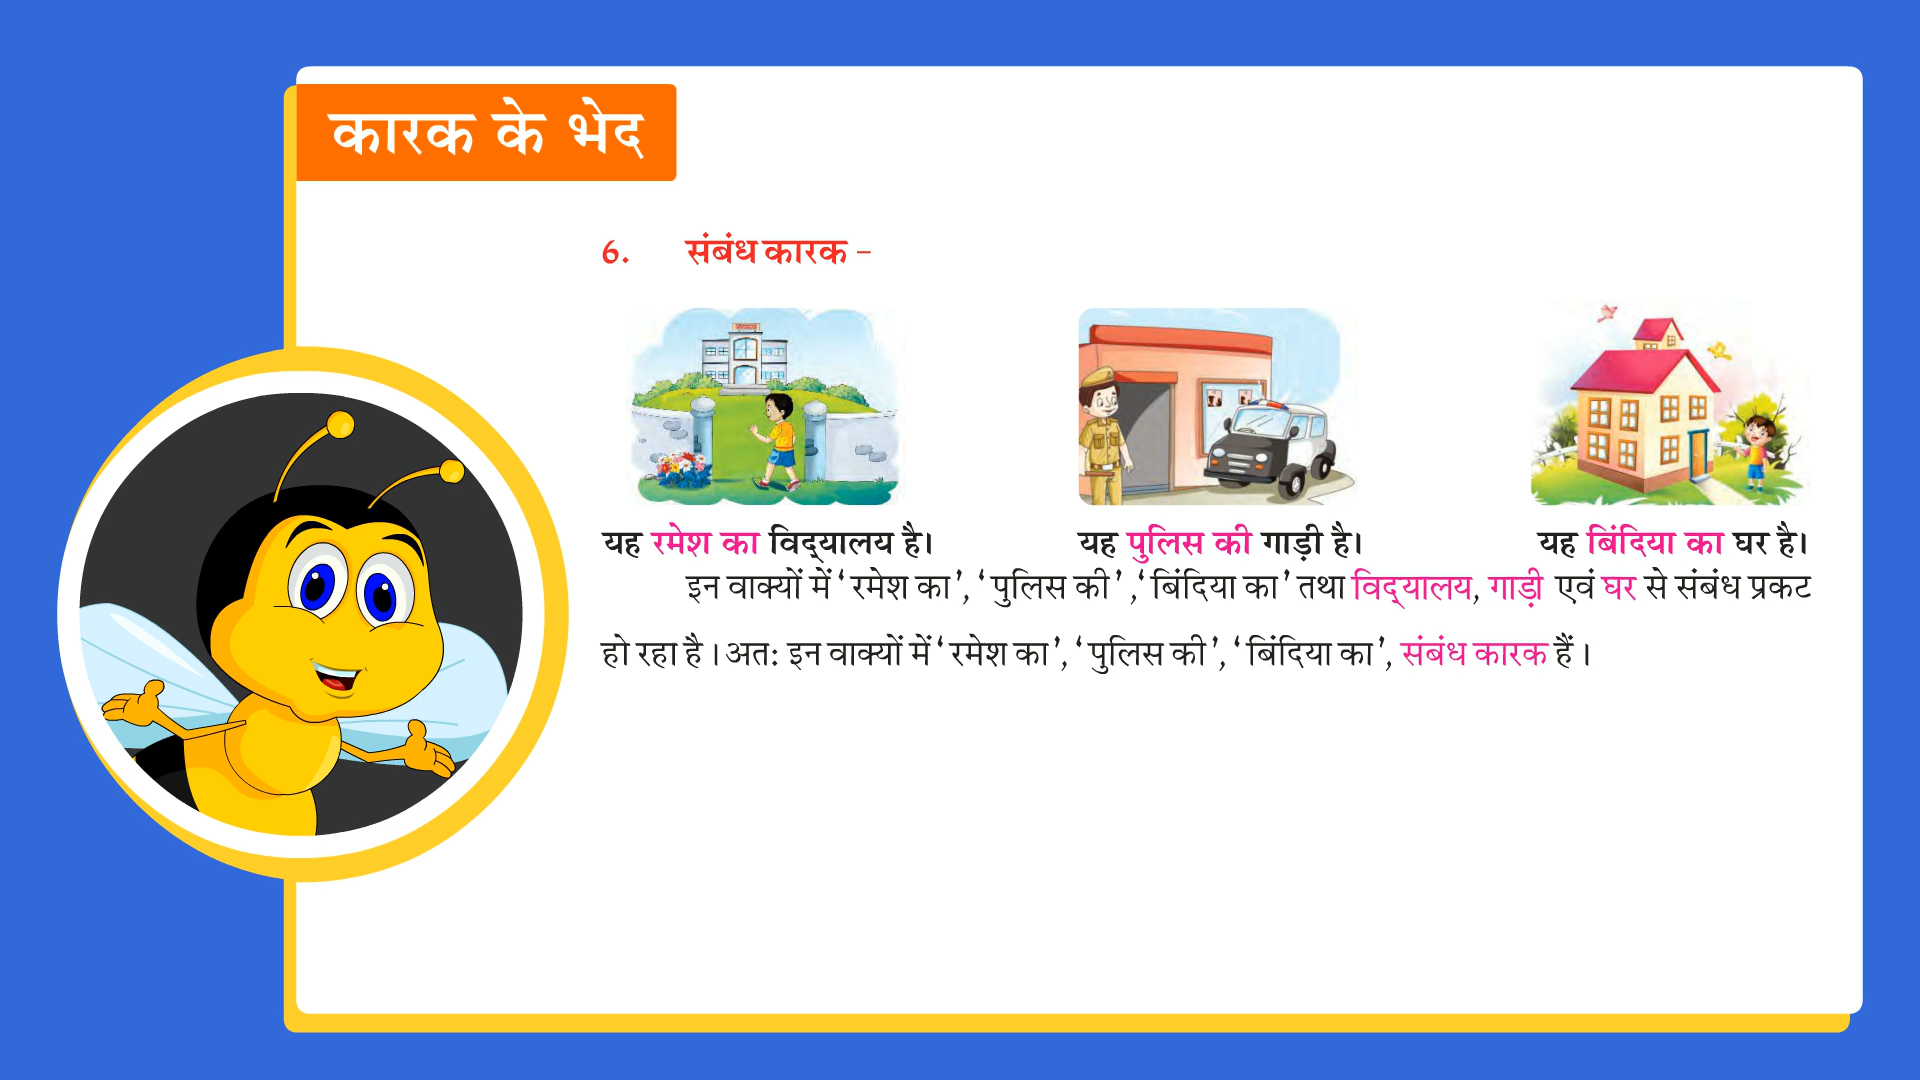 कारक के भेद
6. संबंध कारक –
यह रमेश का विद्‌यालय है। यह पुलिस की गाड़ी है। यह बिंदिया का घर है।
इन वाक्यों में ‘रमेश का’, ‘पुलिस की’ ,‘बिंदिया का’ तथा विद्‌यालय, गाड़ी एवं घर से संबंध प्रकट
हो रहा है। अत: इन वाक्यों में ‘रमेश का’, ‘पुलिस की’, ‘बिंदिया का’, संबंध कारक हैं।